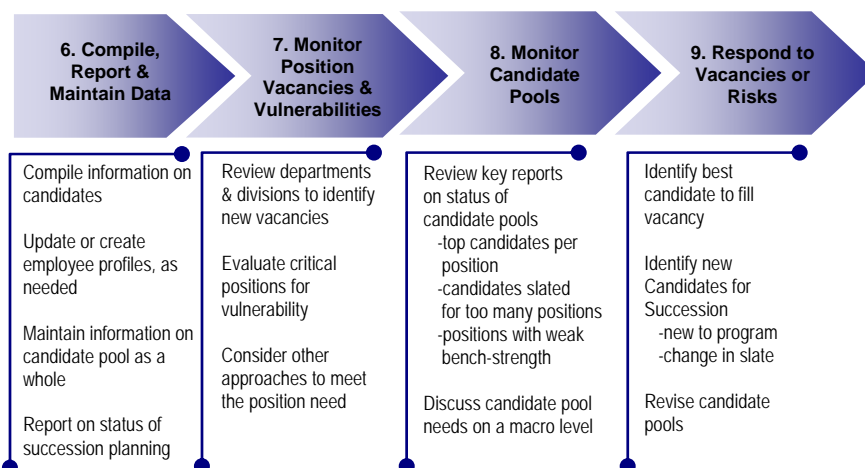 6. Compile,
Report &
Maintain Data
7. Monitor
Position
Vacancies &
Vulnerabilities
8. Monitor
Candidate
Pools
9. Respond to
Vacancies or
Risks
Compile information on
candidates
Update or create
employee profiles, as
needed
Maintain information on
candidate pool as a
whole
Report on status of
succession planning
Review departments
& divisions to identify
new vacancies
Evaluate critical
positions for
vulnerability
Consider other
approaches to meet
the position need
Review key reports
on status of
candidate pools
-top candidates per
position
-candidates slated
for too many positions
-positions with weak
bench-strength
Discuss candidate pool
needs on a macro level
Identify best
candidate to fill
vacancy
Identify new
Candidates for
Succession
-new to program
-change in slate
Revise candidate
pools